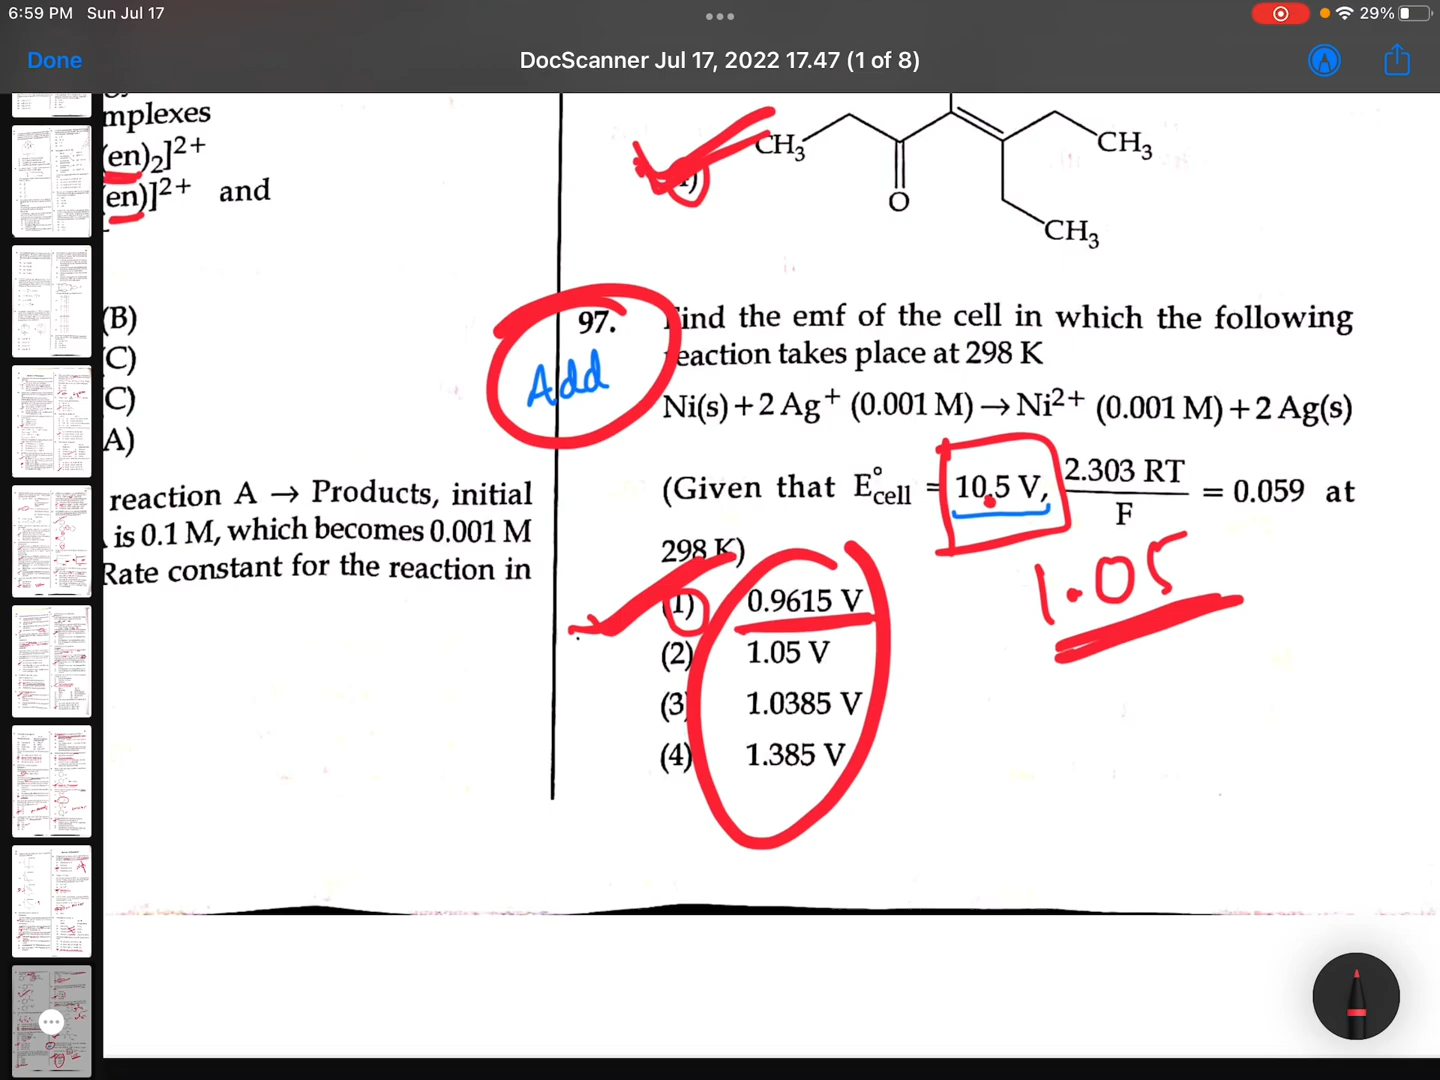 6:59 PM Sun Jul 17
29%
Done
DocScanner Jul 17, 2022 17.47 (1 of 8)
mplexes
(en)₂]²⁺
(en)]²⁺ and
(B)
(C)
(C)
(A)
reaction A → Products, initial
is 0.1 M, which becomes 0.001 M
Rate constant for the reaction in
CH₃
CH₃
O
CH₃
97.
Add
Find the emf of the cell in which the following
reaction takes place at 298 K
Ni(s) + 2 Ag⁺ (0.001 M) → Ni²⁺ (0.001 M) + 2 Ag(s)
(Given that E°cell = 10.5 V, 2.303 RT / F = 0.059 at
298 K)
1.05
(1) 0.9615 V
(2) 1.05 V
(3) 1.0385 V
(4) 1.385 V